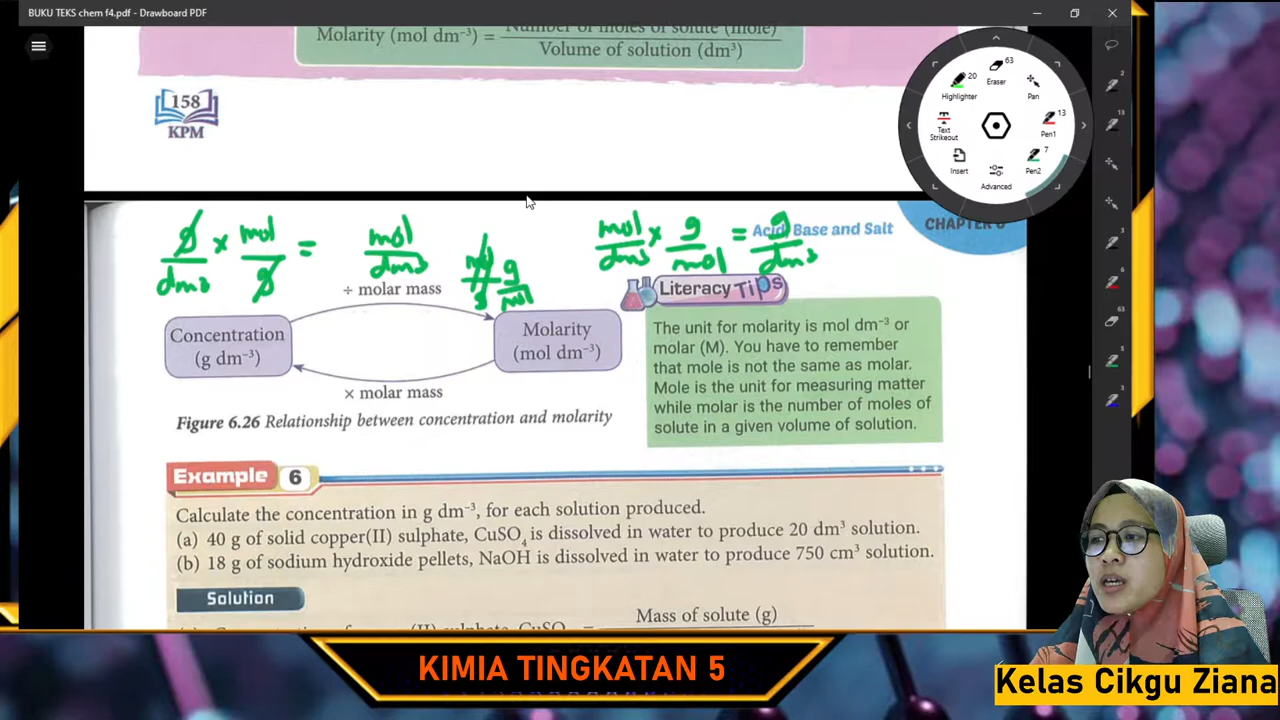 BUKU TEKS chem f4.pdf - Drawboard PDF
Molarity (mol dm⁻³) = Number of moles of solute (mole)
Volume of solution (dm³)
158
KPM
63
Eraser
20
Highlighter
Pan
Text
Strikeout
13
Pen1
Insert
7
Pen2
Advanced
g/dm3 × mol/g = mol/dm3
mol/dm3 × g/mol = g/dm3
g/mol
Acid, Base and Salt
CHAPTER 6
÷ molar mass
Concentration
(g dm⁻³)
Molarity
(mol dm⁻³)
× molar mass
Figure 6.26 Relationship between concentration and molarity
Literacy Tips
The unit for molarity is mol dm⁻³ or
molar (M). You have to remember
that mole is not the same as molar.
Mole is the unit for measuring matter
while molar is the number of moles of
solute in a given volume of solution.
Example 6
Calculate the concentration in g dm⁻³, for each solution produced.
(a) 40 g of solid copper(II) sulphate, CuSO₄ is dissolved in water to produce 20 dm³ solution.
(b) 18 g of sodium hydroxide pellets, NaOH is dissolved in water to produce 750 cm³ solution.
Solution
Mass of solute (g)
KIMIA TINGKATAN 5
Kelas Cikgu Ziana